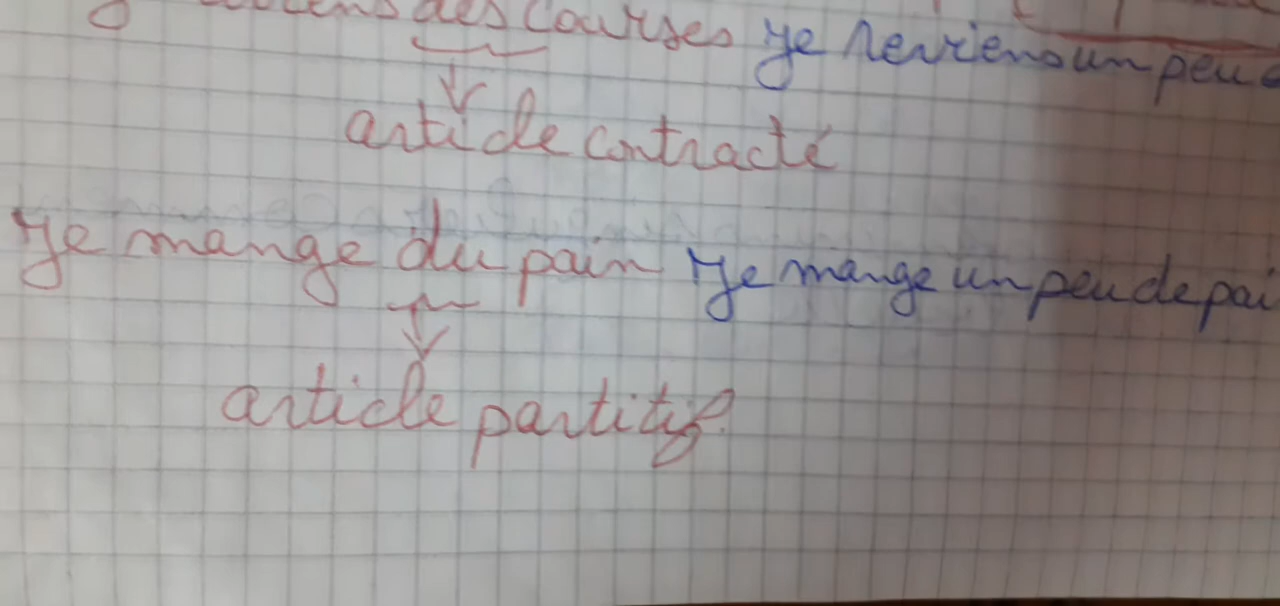 des courses je reviens un peu
article contracté
je mange du pain je mange un peu de pai
article partitif.